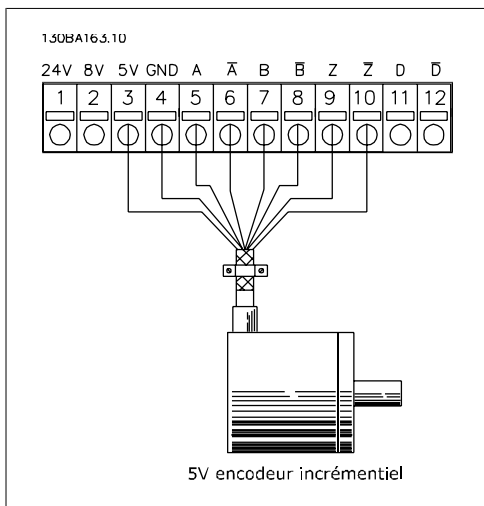 130BA163.10
24V 8V 5V GND A A̅ B B̅ Z Z̅ D D̅
1 2 3 4 5 6 7 8 9 10 11 12
5V encodeur incrémentiel